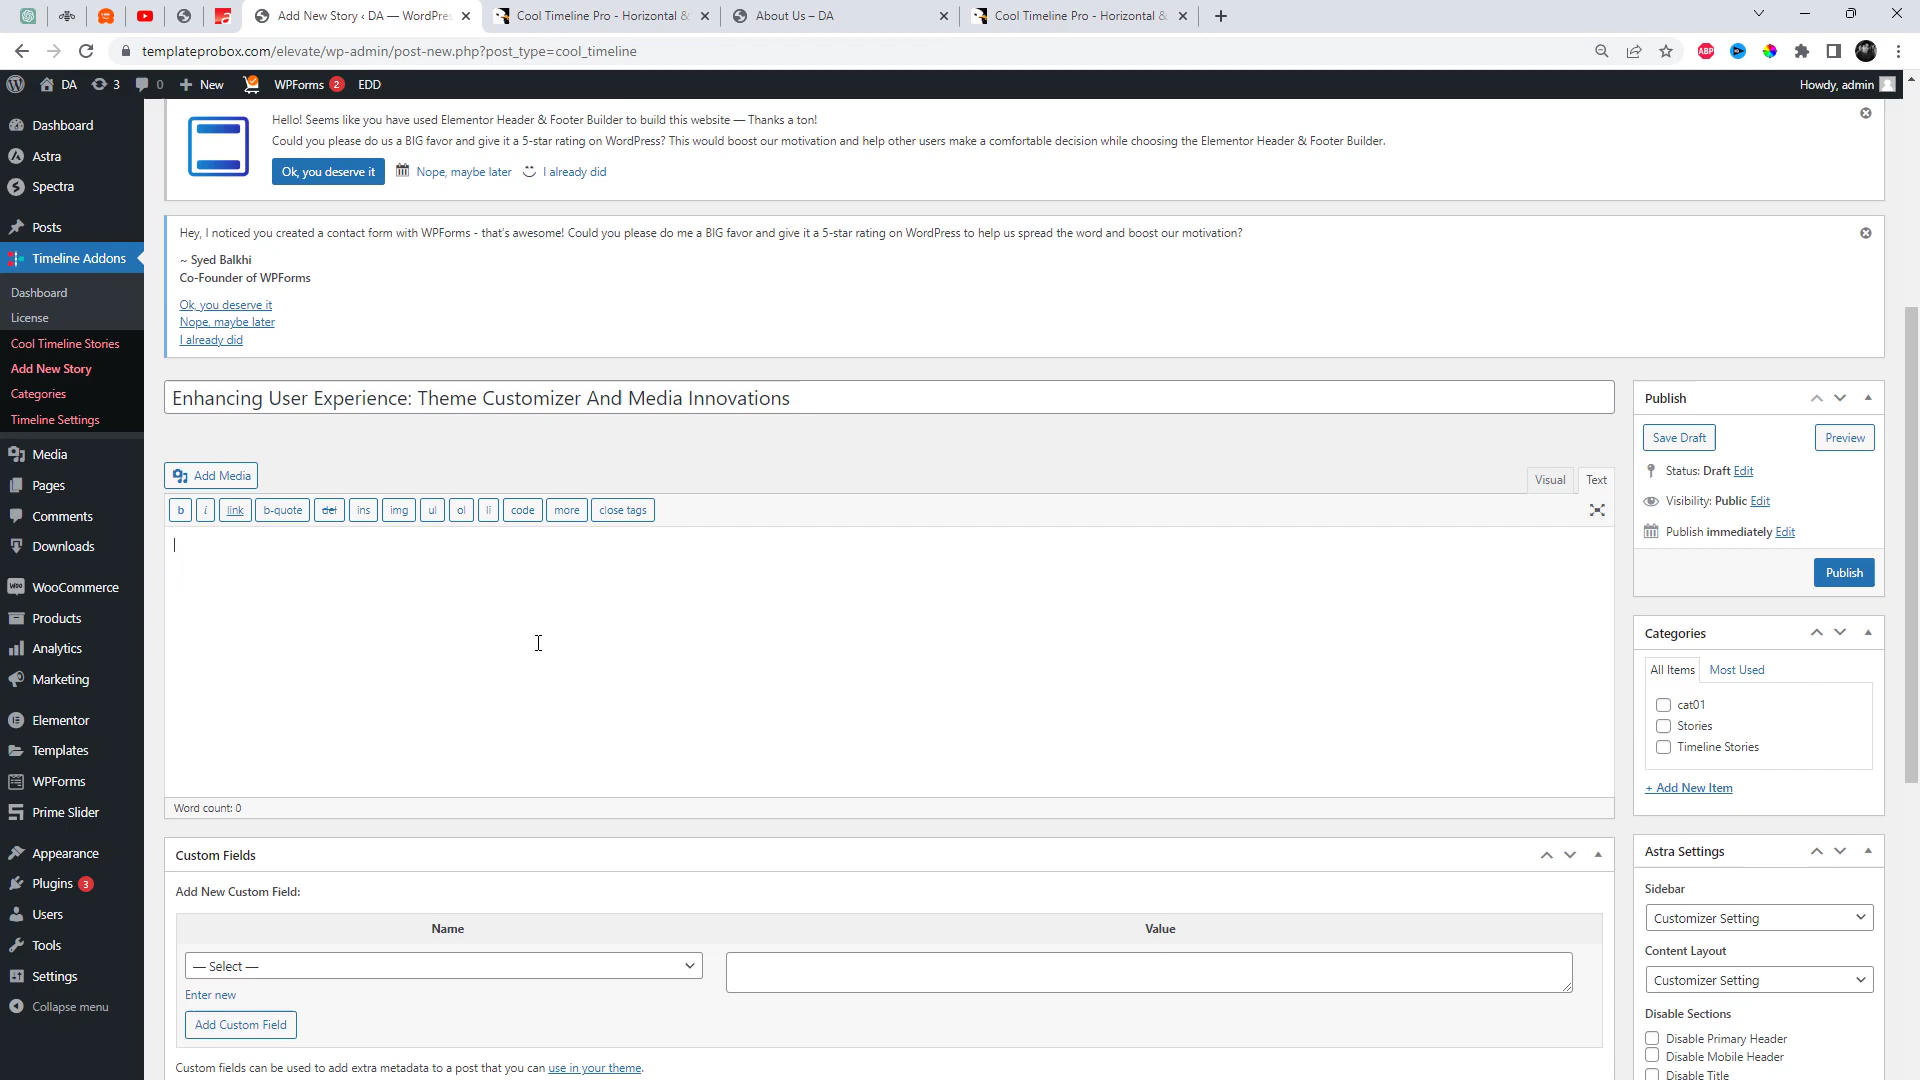 Add New Story ‹ DA — WordPres
Cool Timeline Pro - Horizontal &
About Us – DA
Cool Timeline Pro - Horizontal &
templateprobox.com/elevate/wp-admin/post-new.php?post_type=cool_timeline
ABP
DA
3
0
New
WPForms 2
EDD
Howdy, admin
Dashboard
Astra
Spectra
Posts
Timeline Addons
Dashboard
License
Cool Timeline Stories
Add New Story
Categories
Timeline Settings
Media
Pages
Comments
Downloads
WooCommerce
Products
Analytics
Marketing
Elementor
Templates
WPForms
Prime Slider
Appearance
Plugins 3
Users
Tools
Settings
Collapse menu
Hello! Seems like you have used Elementor Header & Footer Builder to build this website — Thanks a ton!
Could you please do us a BIG favor and give it a 5-star rating on WordPress? This would boost our motivation and help other users make a comfortable decision while choosing the Elementor Header & Footer Builder.
Ok, you deserve it
Nope, maybe later
I already did
Hey, I noticed you created a contact form with WPForms - that's awesome! Could you please do me a BIG favor and give it a 5-star rating on WordPress to help us spread the word and boost our motivation?
~ Syed Balkhi
Co-Founder of WPForms
Ok, you deserve it
Nope, maybe later
I already did
Enhancing User Experience: Theme Customizer And Media Innovations
Add Media
Visual
Text
b
i
link
b-quote
del
ins
img
ul
ol
li
code
more
close tags
Word count: 0
Custom Fields
Add New Custom Field:
Name
Value
— Select —
Enter new
Add Custom Field
Custom fields can be used to add extra metadata to a post that you can use in your theme.
Publish
Save Draft
Preview
Status: Draft Edit
Visibility: Public Edit
Publish immediately Edit
Publish
Categories
All Items
Most Used
cat01
Stories
Timeline Stories
+ Add New Item
Astra Settings
Sidebar
Customizer Setting
Content Layout
Customizer Setting
Disable Sections
Disable Primary Header
Disable Mobile Header
Disable Title